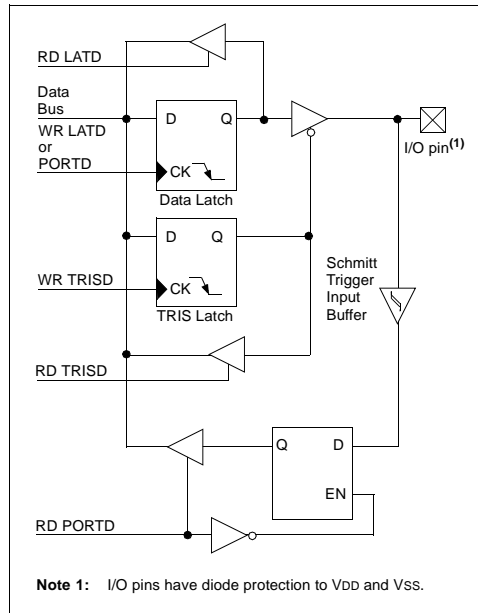 RD LATD
Data
Bus
D Q
WR LATD
or
PORTD
I/O pin(1)
CK
Data Latch
D Q
Schmitt
Trigger
Input
Buffer
WR TRISD
CK
TRIS Latch
RD TRISD
Q D
EN
RD PORTD
Note 1: I/O pins have diode protection to VDD and VSS.